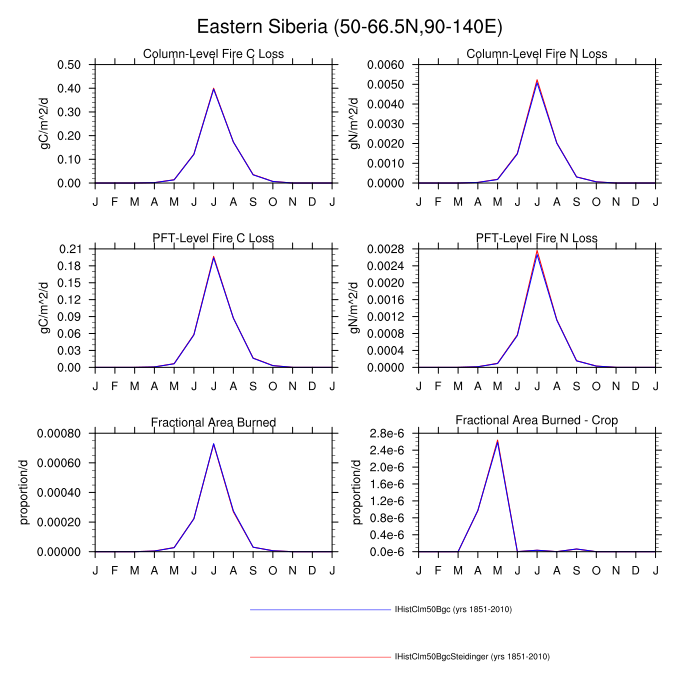 Eastern Siberia (50-66.5N,90-140E)
Column-Level Fire C Loss
gC/m^2/d
0.50
0.40
0.30
0.20
0.10
0.00
J F M A M J J A S O N D J
Column-Level Fire N Loss
gN/m^2/d
0.0060
0.0050
0.0040
0.0030
0.0020
0.0010
0.0000
J F M A M J J A S O N D J
PFT-Level Fire C Loss
gC/m^2/d
0.21
0.18
0.15
0.12
0.09
0.06
0.03
0.00
J F M A M J J A S O N D J
PFT-Level Fire N Loss
gN/m^2/d
0.0028
0.0024
0.0020
0.0016
0.0012
0.0008
0.0004
0.0000
J F M A M J J A S O N D J
Fractional Area Burned
proportion/d
0.00080
0.00060
0.00040
0.00020
0.00000
J F M A M J J A S O N D J
Fractional Area Burned - Crop
proportion/d
2.8e-6
2.4e-6
2.0e-6
1.6e-6
1.2e-6
0.8e-6
0.4e-6
0.0e-6
J F M A M J J A S O N D J
IHistClm50Bgc (yrs 1851-2010)
IHistClm50BgcSteidinger (yrs 1851-2010)